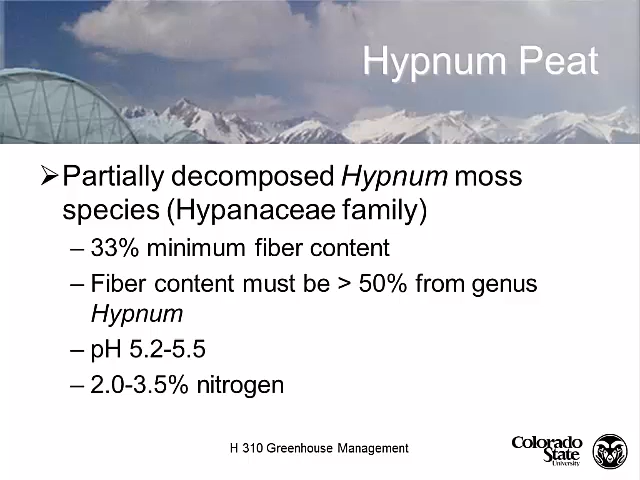 Hypnum Peat
➢Partially decomposed Hypnum moss
species (Hypanaceae family)
– 33% minimum fiber content
– Fiber content must be > 50% from genus
Hypnum
– pH 5.2-5.5
– 2.0-3.5% nitrogen
H 310 Greenhouse Management
Colorado
State
University